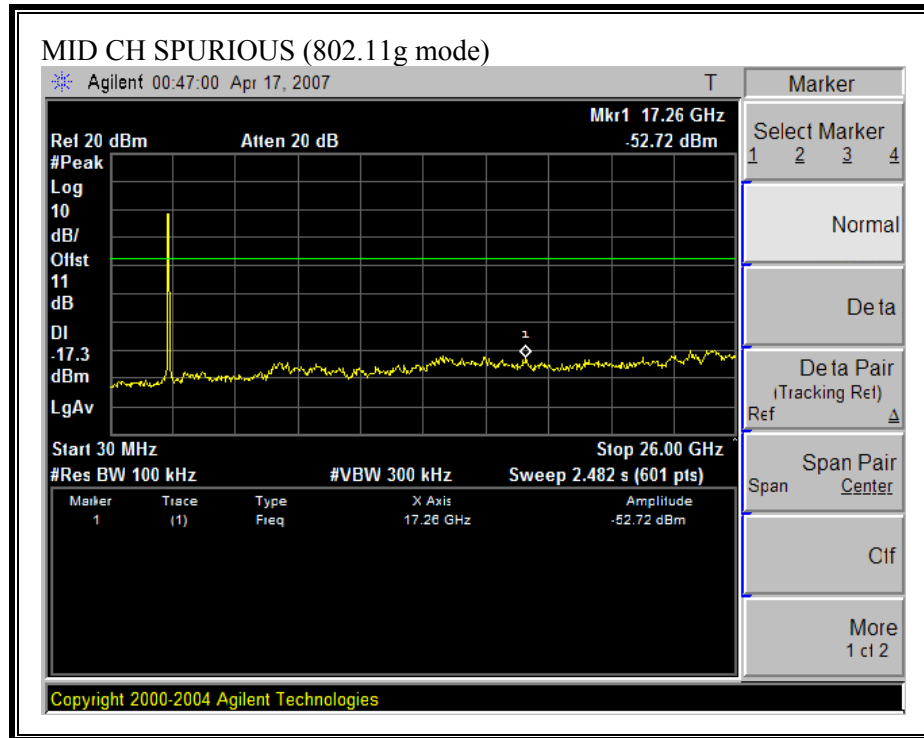 MID CH SPURIOUS (802.11g mode)
Agilent 00:47:00 Apr 17, 2007 T
Mkr1 17.26 GHz
Ref 20 dBm Atten 20 dB -52.72 dBm
#Peak
Log
10
dB/
Offst
11
dB
DI
-17.3
dBm
LgAv
1
Start 30 MHz Stop 26.00 GHz
#Res BW 100 kHz #VBW 300 kHz Sweep 2.482 s (601 pts)
Marker Trace Type X Axis Amplitude
1 (1) Freq 17.26 GHz -52.72 dBm
Marker
Select Marker
1 2 3 4
Normal
De ta
De ta Pair
(Tracking Ref)
Ref Δ
Span Pair
Span Center
Off
More
1 of 2
Copyright 2000-2004 Agilent Technologies